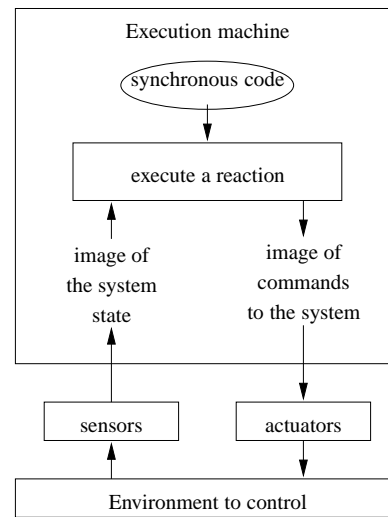 Execution machine
synchronous code
execute a reaction
image of
the system
state
image of
commands
to the system
sensors
actuators
Environment to control